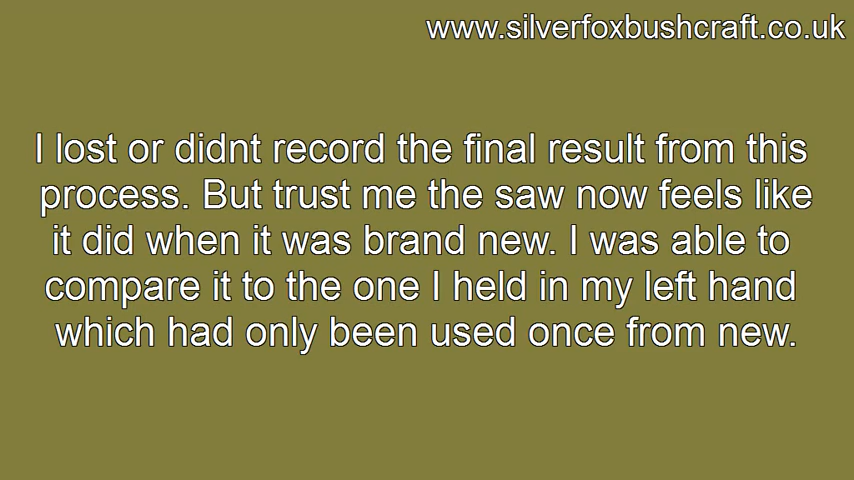 www.silverfoxbushcraft.co.uk
I lost or didnt record the final result from this
process. But trust me the saw now feels like
it did when it was brand new. I was able to
compare it to the one I held in my left hand
which had only been used once from new.